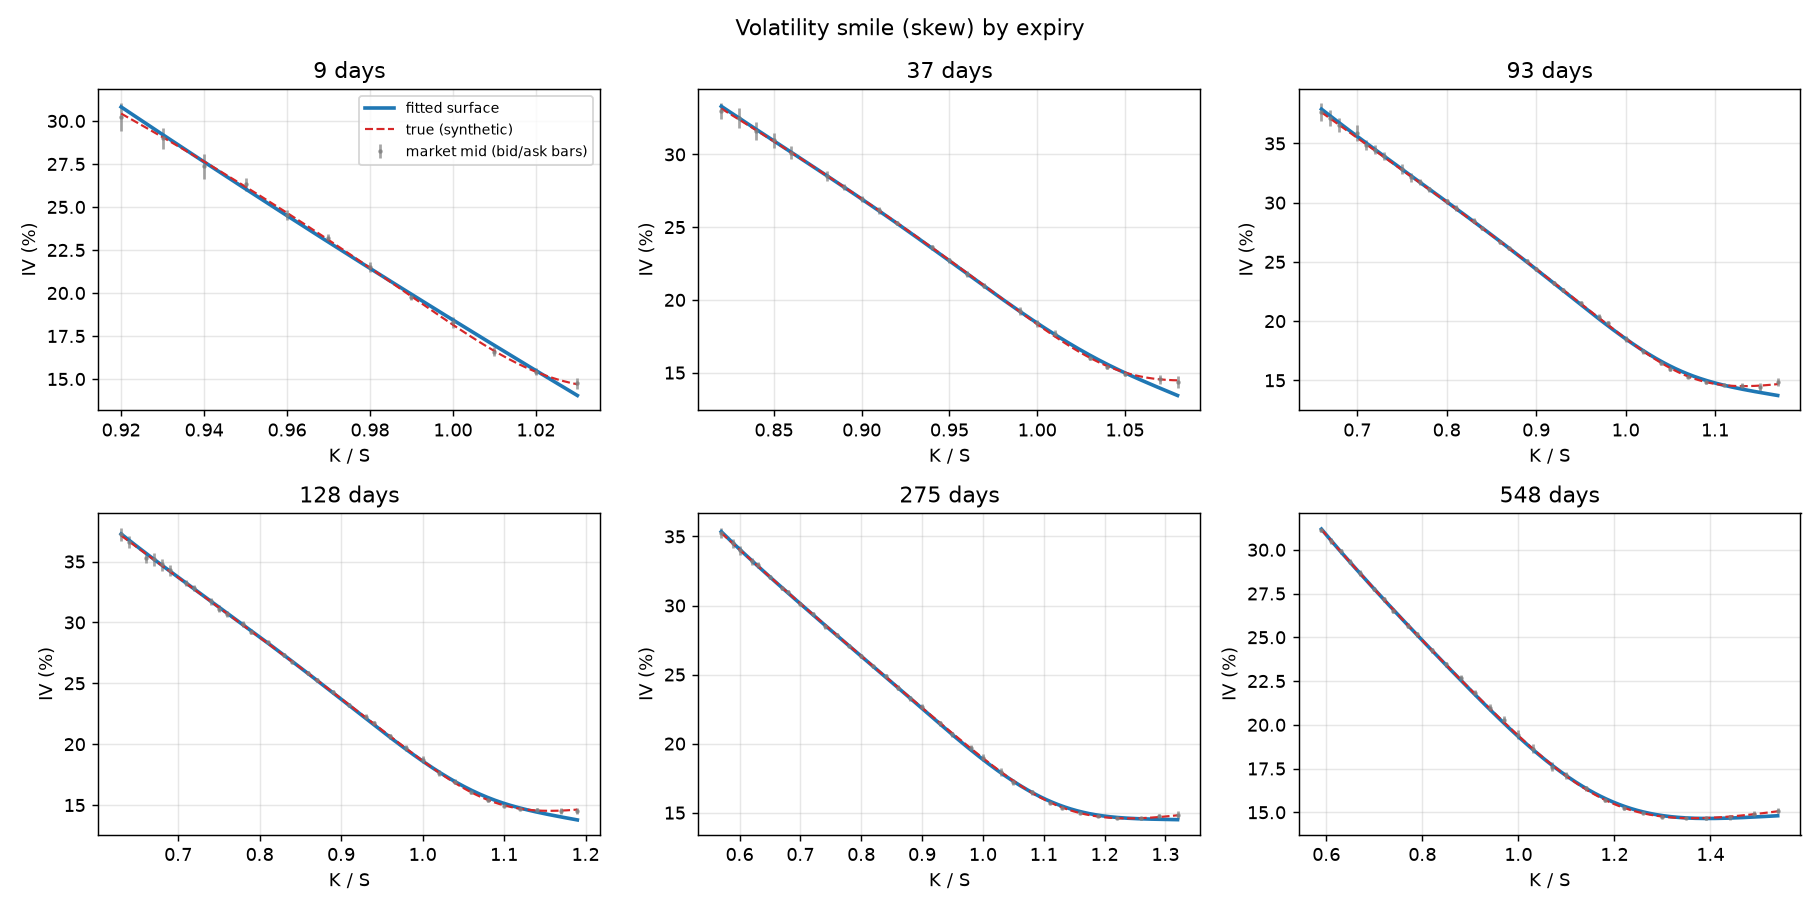 Volatility smile (skew) by expiry
9 days
IV (%)
30.0
27.5
25.0
22.5
20.0
17.5
15.0
fitted surface
true (synthetic)
market mid (bid/ask bars)
0.92 0.94 0.96 0.98 1.00 1.02
K / S
37 days
IV (%)
30
25
20
15
0.85 0.90 0.95 1.00 1.05
K / S
93 days
IV (%)
35
30
25
20
15
0.7 0.8 0.9 1.0 1.1
K / S
128 days
IV (%)
35
30
25
20
15
0.7 0.8 0.9 1.0 1.1 1.2
K / S
275 days
IV (%)
35
30
25
20
15
0.6 0.7 0.8 0.9 1.0 1.1 1.2 1.3
K / S
548 days
IV (%)
30.0
27.5
25.0
22.5
20.0
17.5
15.0
0.6 0.8 1.0 1.2 1.4
K / S